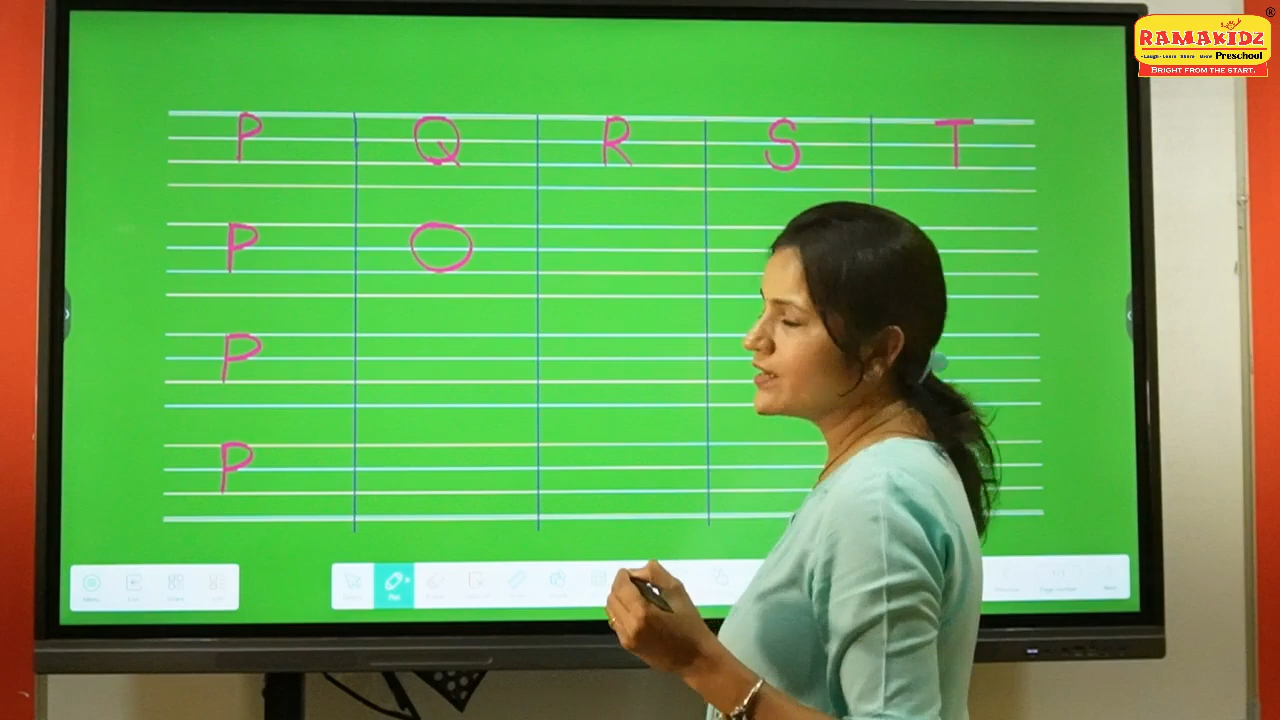 RAMAKIDZ
Preschool
BRIGHT FROM THE START.
P Q R S T
P O
P
P